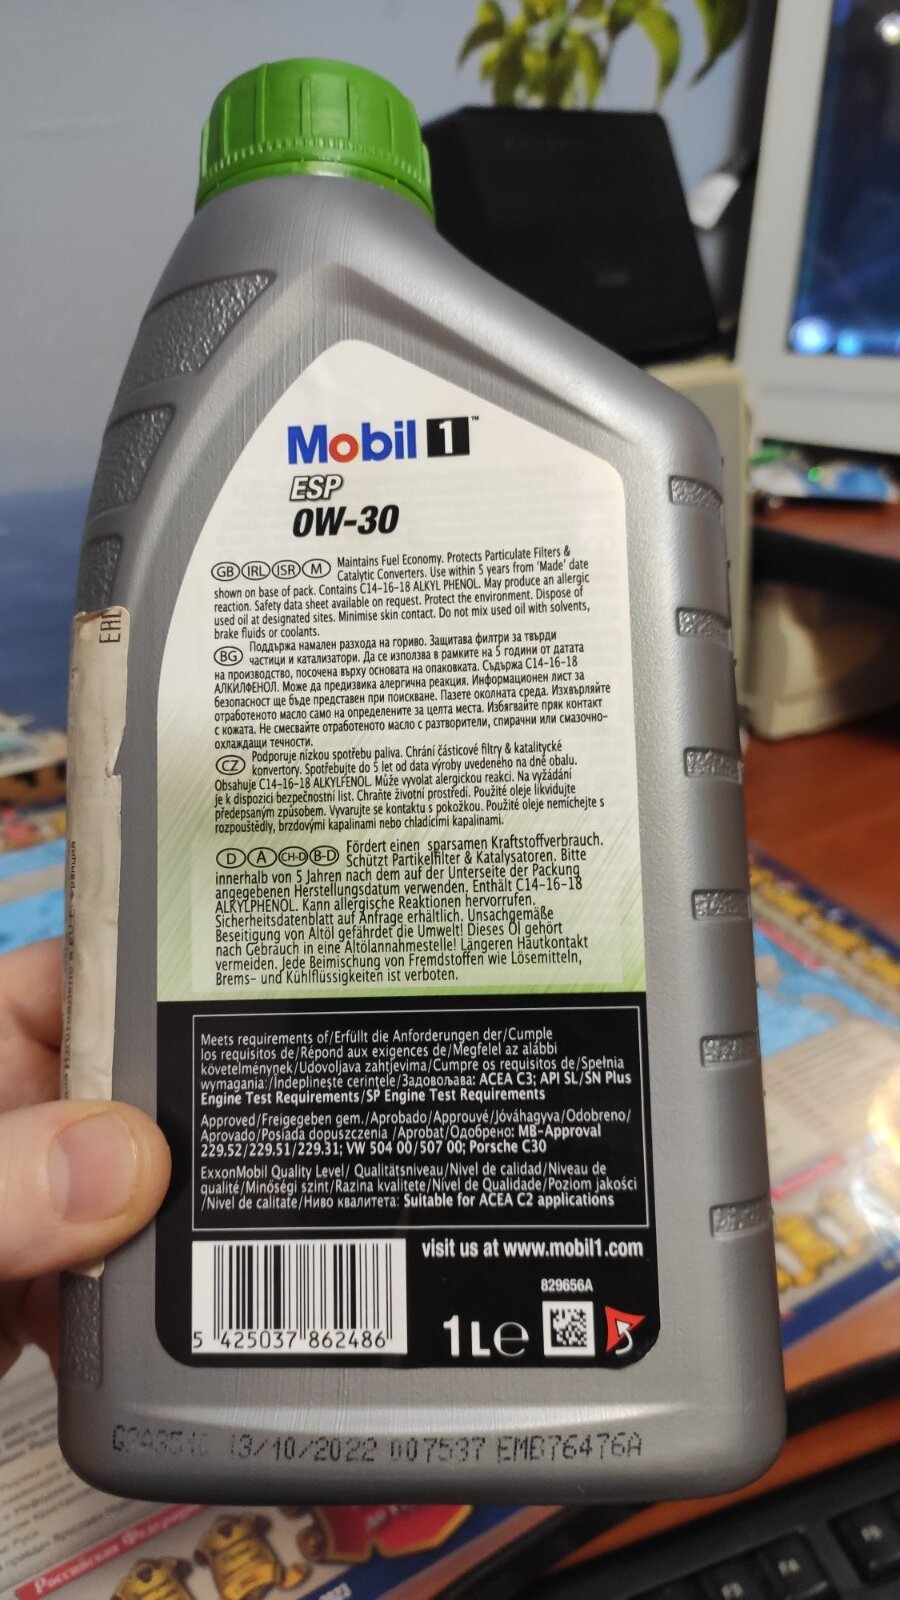 Mobil 1™
ESP
0W-30
GB IRL ISR M Maintains Fuel Economy. Protects Particulate Filters &
Catalytic Converters. Use within 5 years from 'Made' date
shown on base of pack. Contains C14-16-18 ALKYL PHENOL. May produce an allergic
reaction. Safety data sheet available on request. Protect the environment. Dispose of
used oil at designated sites. Minimise skin contact. Do not mix used oil with solvents,
brake fluids or coolants.
BG Поддържа намален разхода на гориво. Защитава филтри за твърди
частици и катализатори. Да се използва в рамките на 5 години от датата
на производство, посочена върху основата на опаковката. Съдържа C14-16-18
АЛКИЛФЕНОЛ. Може да предизвика алергична реакция. Информационен лист за
безопасност ще бъде представен при поискване. Пазете околната среда. Изхвърляйте
отработеното масло само на определените за целта места. Избягвайте пряк контакт
с кожата. Не смесвайте отработеното масло с разтворители, спирачни или смазочно-
охлаждащи течности.
CZ Podporuje nízkou spotřebu paliva. Chrání částicové filtry & katalytické
konvertory. Spotřebujte do 5 let od data výroby uvedeného na dně obalu.
Obsahuje C14-16-18 ALKYLFENOL. Může vyvolat alergickou reakci. Na vyžádání
je k dispozici bezpečnostní list. Chraňte životní prostředí. Použité oleje likvidujte
předepsaným způsobem. Vyvarujte se kontaktu s pokožkou. Použité oleje nemíchejte s
rozpouštědly, brzdovými kapalinami nebo chladícími kapalinami.
D A CH-D B-D Fördert einen sparsamen Kraftstoffverbrauch.
Schützt Partikelfilter & Katalysatoren. Bitte
innerhalb von 5 Jahren nach dem auf der Unterseite der Packung
angegebenen Herstellungsdatum verwenden. Enthält C14-16-18
ALKYLPHENOL. Kann allergische Reaktionen hervorrufen.
Sicherheitsdatenblatt auf Anfrage erhältlich. Unsachgemäße
Beseitigung von Altöl gefährdet die Umwelt! Dieses Öl gehört
nach Gebrauch in eine Altölannahmestelle! Längeren Hautkontakt
vermeiden. Jede Beimischung von Fremdstoffen wie Lösemitteln,
Brems- und Kühlflüssigkeiten ist verboten.
Meets requirements of/Erfüllt die Anforderungen der/Cumple
los requisitos de/Répond aux exigences de/Megfelel az alábbi
követelménynek/Udovoljava zahtjevima/Cumpre os requisitos de/Spełnia
wymagania:/Îndeplinește cerințele/Задовољава: ACEA C3; API SL/SN Plus
Engine Test Requirements/SP Engine Test Requirements
Approved/Freigegeben gem./Aprobado/Approuvé/Jóváhagyva/Odobreno/
Aprovado/Posiada dopuszczenia /Aprobat/Одобрено: MB-Approval
229.52/229.51/229.31; VW 504 00/507 00; Porsche C30
ExxonMobil Quality Level/ Qualitätsniveau/Nivel de calidad/Niveau de
qualité/Minőségi szint/Razina kvalitete/Nível de Qualidade/Poziom jakości
/Nivel de calitate/Ниво квалитета: Suitable for ACEA C2 applications
visit us at www.mobil1.com
829656A
5 425037 862486
1L e
13/10/2022 007537 EMB76476A
EAC
Российская
F3 F4 F5